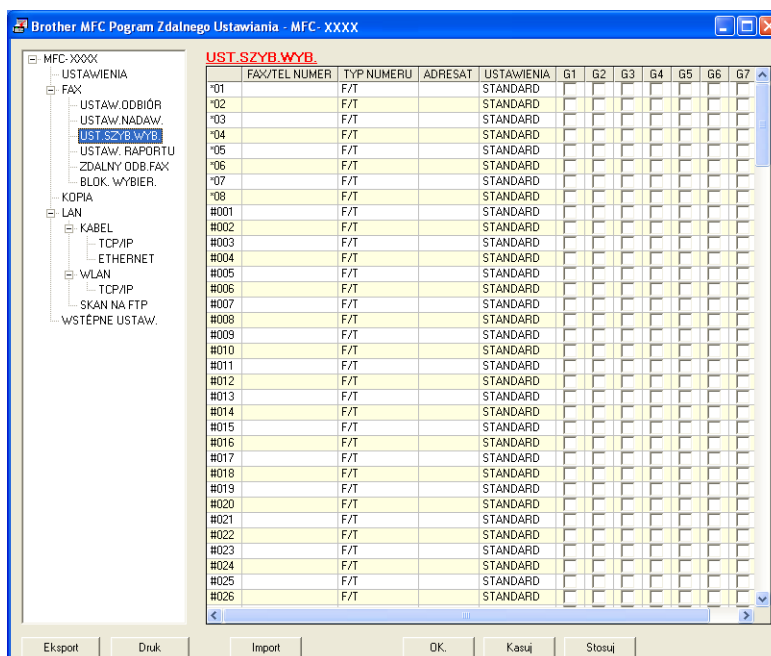 Brother MFC Pogram Zdalnego Ustawiania - MFC- XXXX
MFC-XXXX
USTAWIENIA
FAX
USTAW.ODBIÓR
USTAW.NADAW.
UST.SZYB.WYB.
USTAW. RAPORTU
ZDALNY ODB.FAX
BLOK. WYBIER.
KOPIA
LAN
KABEL
TCP/IP
ETHERNET
WLAN
TCP/IP
SKAN NA FTP
WSTĘPNE USTAW.
UST.SZYB.WYB.
FAX/TEL NUMER TYP NUMERU ADRESAT USTAWIENIA G1 G2 G3 G4 G5 G6 G7
*01 F/T STANDARD
*02 F/T STANDARD
*03 F/T STANDARD
*04 F/T STANDARD
*05 F/T STANDARD
*06 F/T STANDARD
*07 F/T STANDARD
*08 F/T STANDARD
#001 F/T STANDARD
#002 F/T STANDARD
#003 F/T STANDARD
#004 F/T STANDARD
#005 F/T STANDARD
#006 F/T STANDARD
#007 F/T STANDARD
#008 F/T STANDARD
#009 F/T STANDARD
#010 F/T STANDARD
#011 F/T STANDARD
#012 F/T STANDARD
#013 F/T STANDARD
#014 F/T STANDARD
#015 F/T STANDARD
#016 F/T STANDARD
#017 F/T STANDARD
#018 F/T STANDARD
#019 F/T STANDARD
#020 F/T STANDARD
#021 F/T STANDARD
#022 F/T STANDARD
#023 F/T STANDARD
#024 F/T STANDARD
#025 F/T STANDARD
#026 F/T STANDARD
Eksport Druk Import OK. Kasuj Stosuj